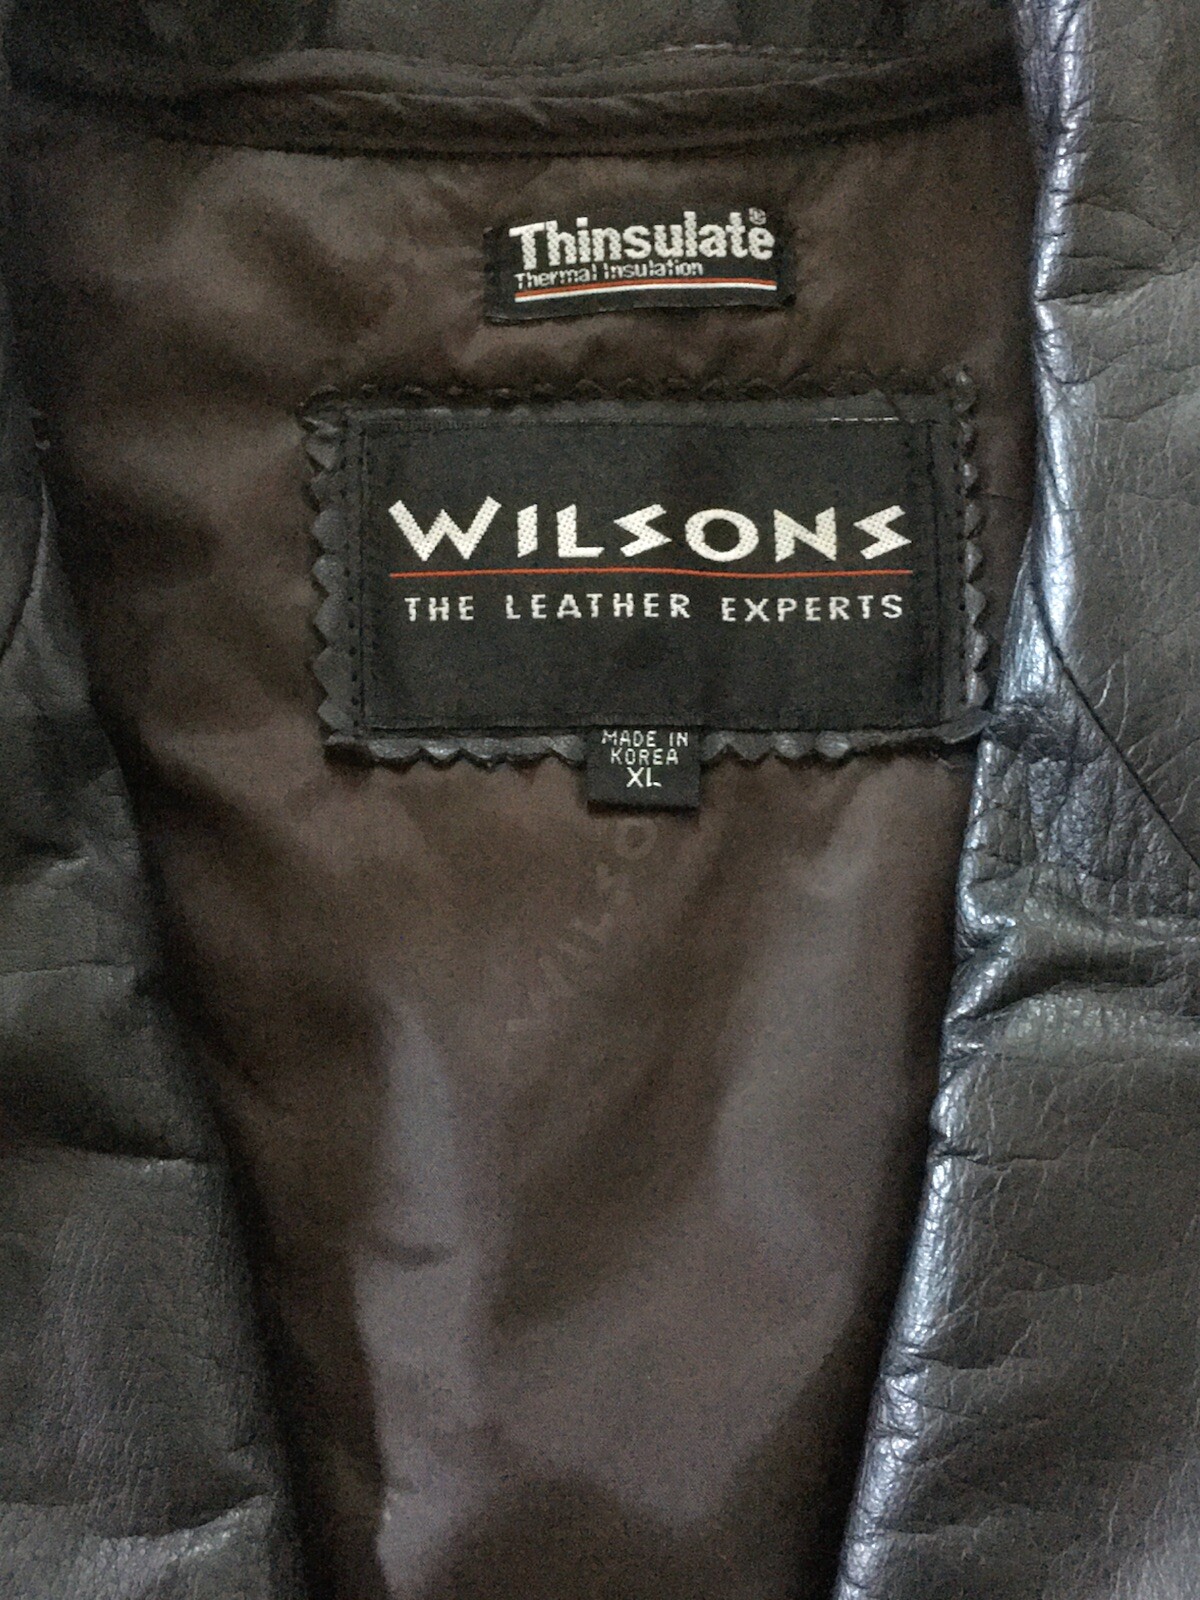 Thinsulate®
Thermal Insulation
WILSONS
THE LEATHER EXPERTS
MADE IN
KOREA
XL